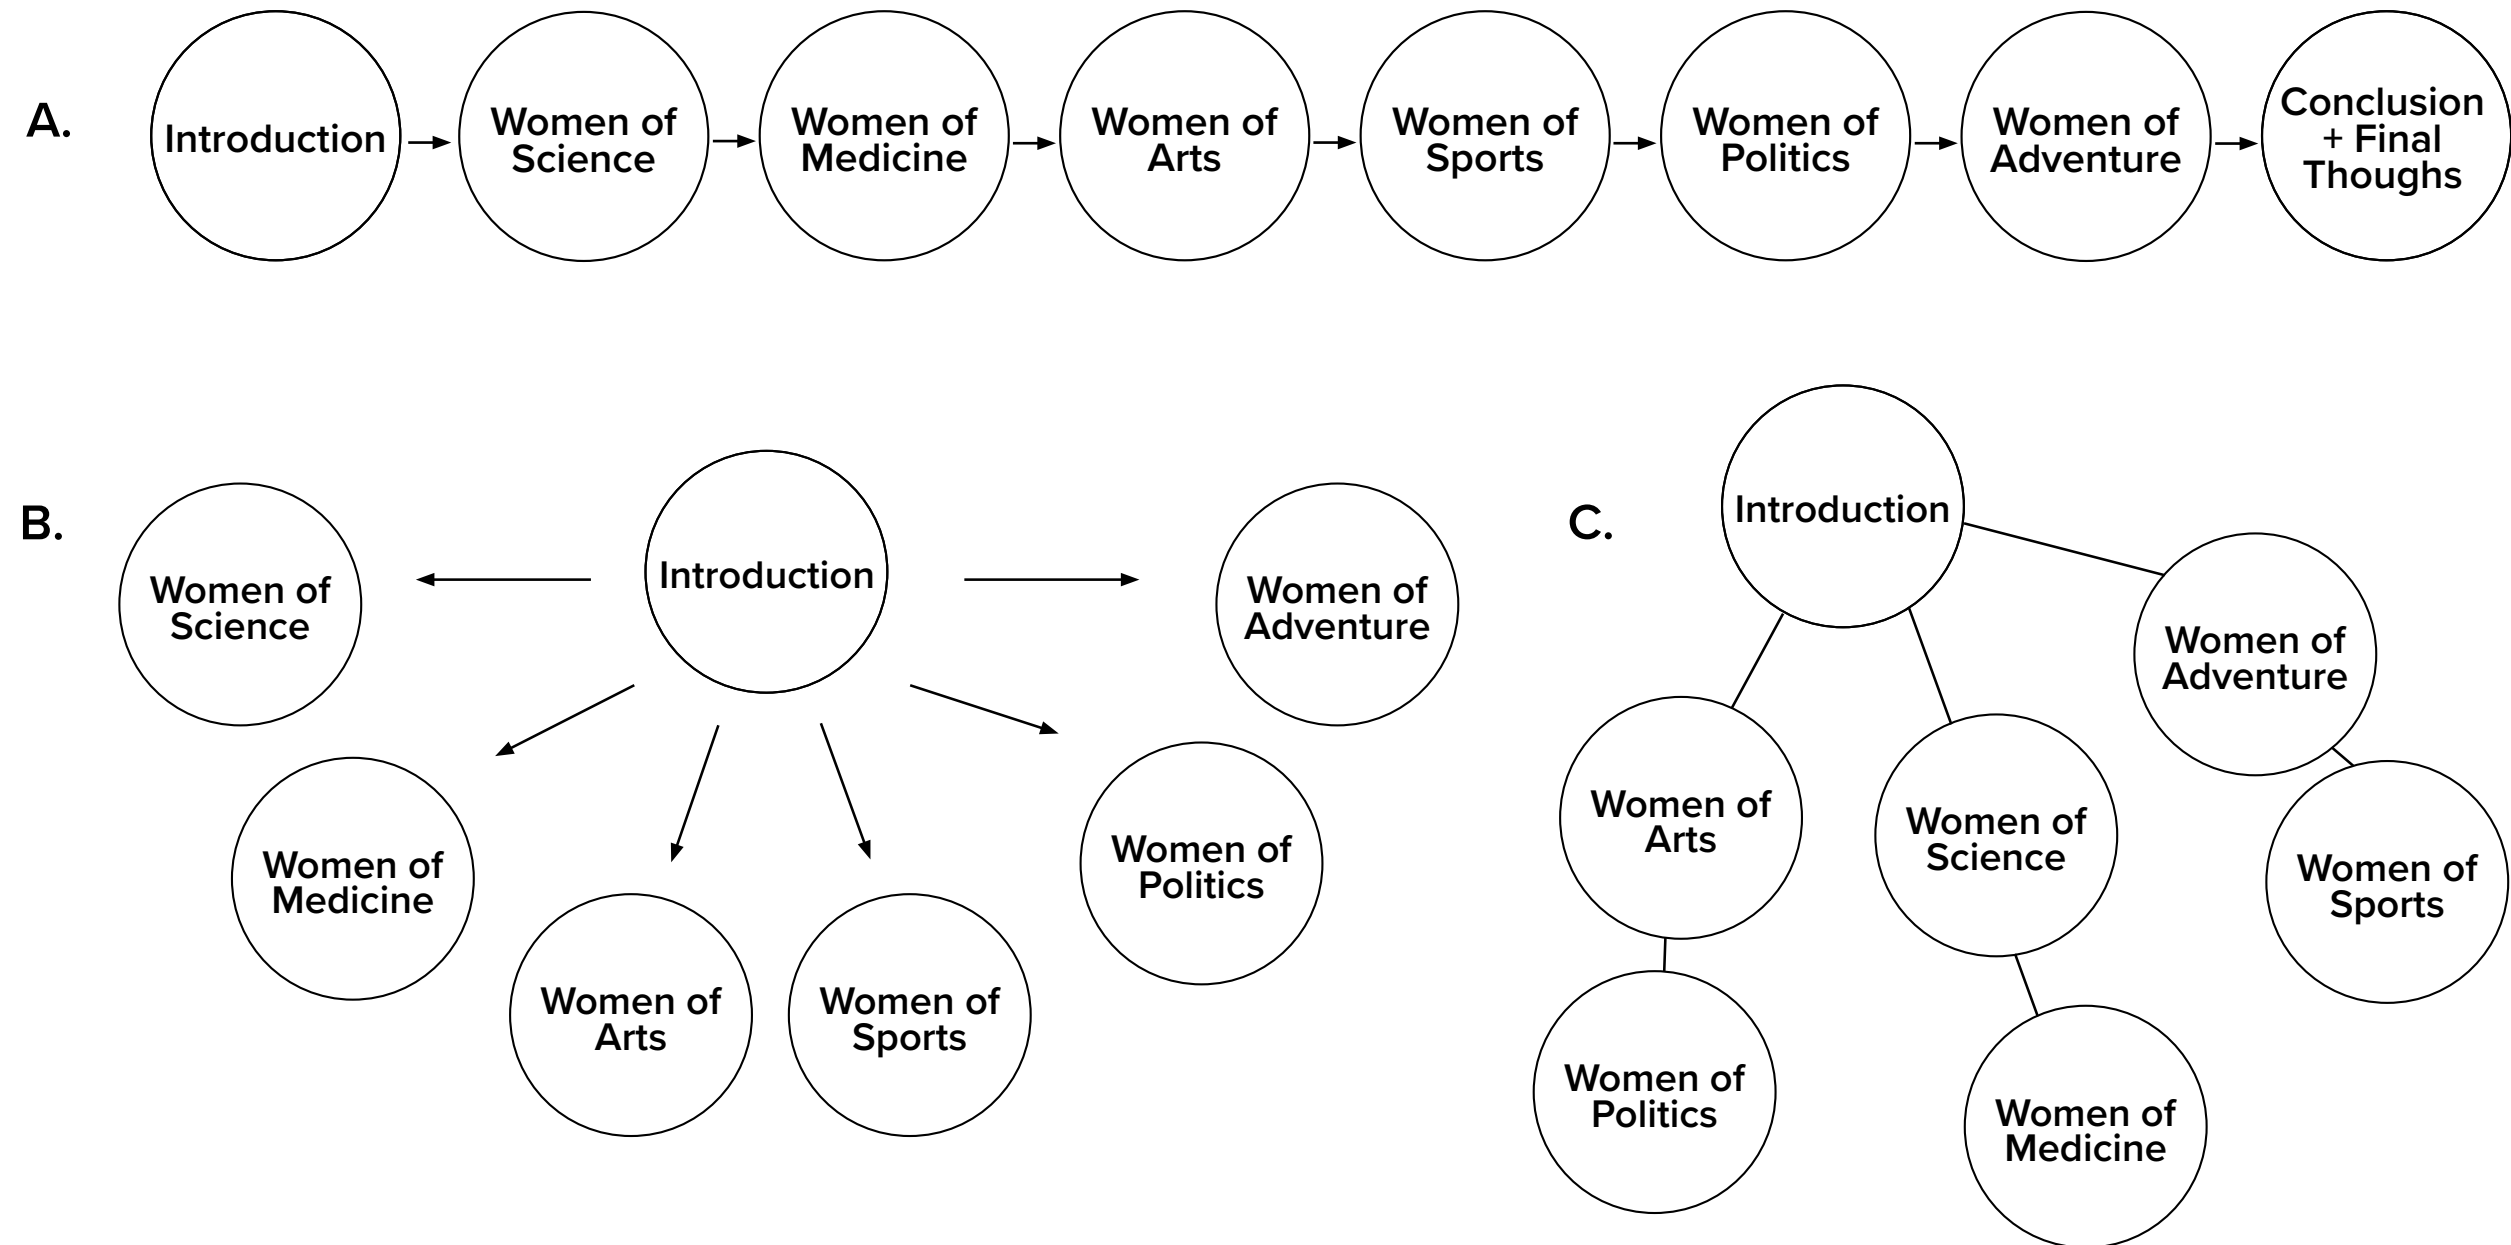 A.
Introduction
Women of
Science
Women of
Medicine
Women of
Arts
Women of
Sports
Women of
Politics
Women of
Adventure
Conclusion
+ Final
Thoughs
B.
Women of
Science
Introduction
Women of
Adventure
Women of
Medicine
Women of
Arts
Women of
Sports
Women of
Politics
C.
Introduction
Women of
Adventure
Women of
Arts
Women of
Science
Women of
Sports
Women of
Politics
Women of
Medicine